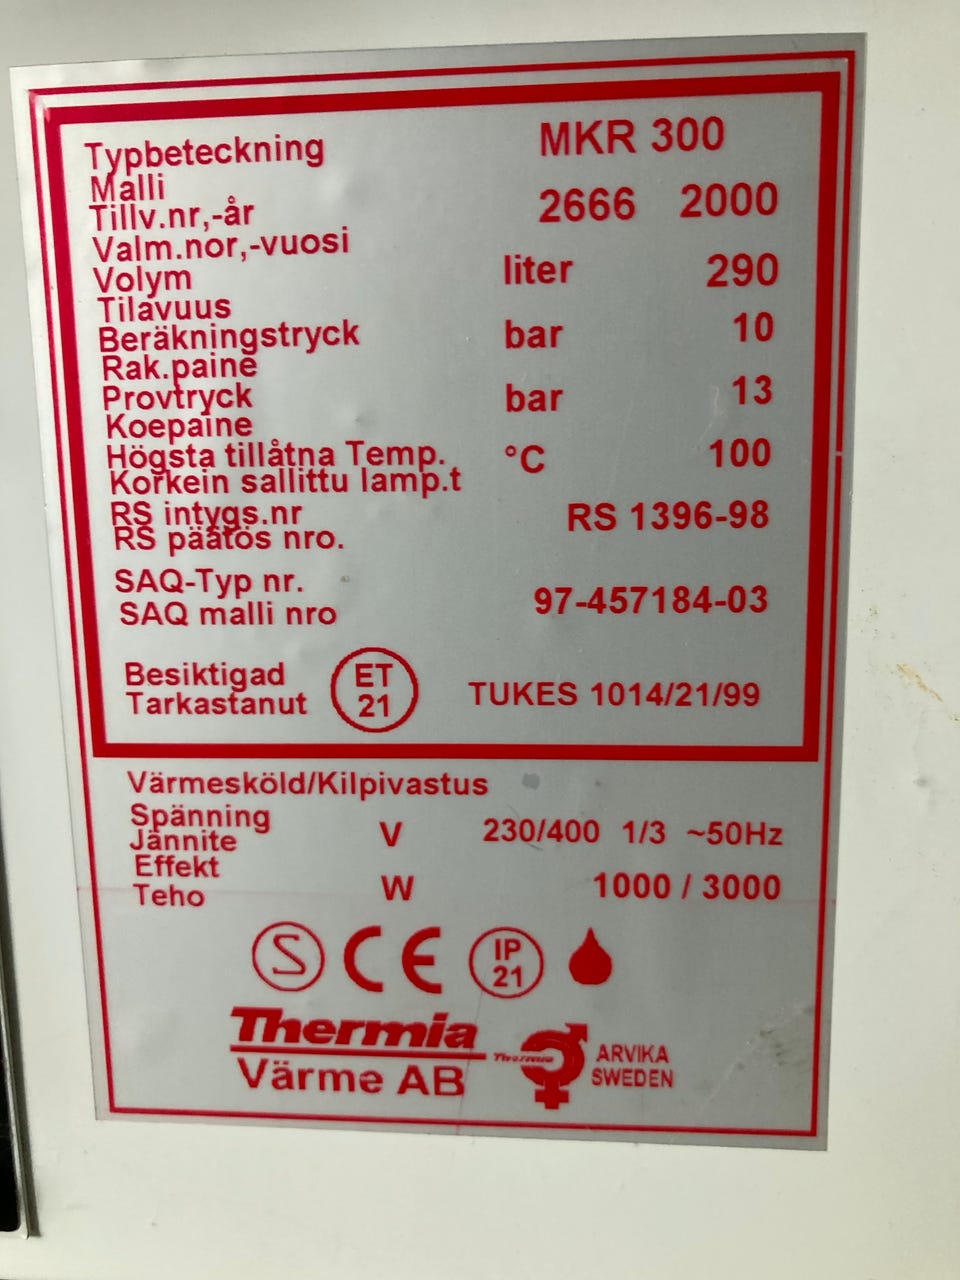 Typbeteckning MKR 300
Malli
Tillv.nr,-år 2666 2000
Valm.nor,-vuosi
Volym liter 290
Tilavuus
Beräkningstryck bar 10
Rak.paine
Provtryck bar 13
Koepaine
Högsta tillåtna Temp. °C 100
Korkein sallittu lamp.t
RS intygs.nr RS 1396-98
RS päätös nro.
SAQ-Typ nr. 97-457184-03
SAQ malli nro
Besiktigad ET TUKES 1014/21/99
Tarkastanut 21
Värmesköld/Kilpivastus
Spänning V 230/400 1/3 ~50Hz
Jännite
Effekt W 1000 / 3000
Teho
S CE IP
21
Thermia
Värme AB
Thermia
ARVIKA
SWEDEN